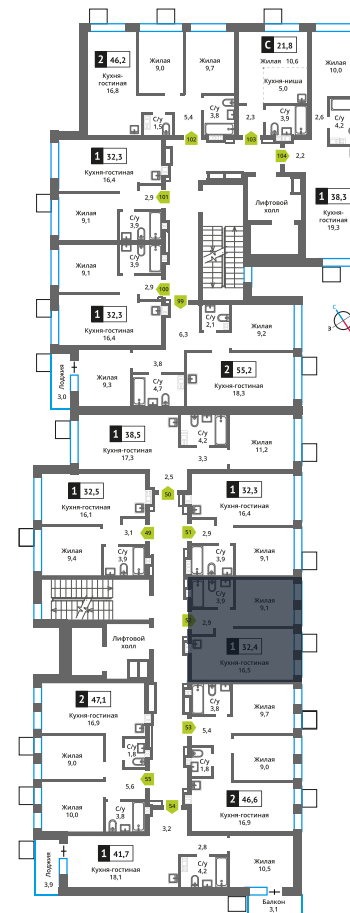 2 46,2
Кухня-
гостиная
16,8
Жилая
9,0
Жилая
9,7
С 21,8
Жилая 10,6
Кухня-ниша
5,0
Жилая
10,0
С/у
1,5
5,4
С/у
3,8
2,3
С/у
3,9
2,6
С/у
4,2
102
103
104
2,2
1 32,3
Кухня-гостиная
16,4
2,9
101
Жилая
9,1
С/у
3,9
Лифтовой
холл
1 38,3
Кухня-
гостиная
19,3
Жилая
9,1
С/у
3,9
2,9
100
99
1 32,3
Кухня-гостиная
16,4
6,3
С/у
2,1
Жилая
9,2
С
З
Лоджия
3,0
Жилая
9,3
3,8
С/у
4,7
2 55,2
Кухня-гостиная
18,3
1 38,5
Кухня-гостиная
17,3
С/у
4,2
3,3
Жилая
11,2
2,5
50
1 32,5
Кухня-гостиная
16,1
1 32,3
Кухня-гостиная
16,4
3,1
49
51
2,9
Жилая
9,4
С/у
3,9
С/у
3,9
Жилая
9,1
С/у
3,9
Жилая
9,1
2,9
Лифтовой
холл
1 32,4
Кухня-гостиная
16,5
2 47,1
Кухня-гостиная
16,9
С/у
3,8
Жилая
9,7
53
5,4
Жилая
9,0
С/у
1,8
С/у
1,8
Жилая
9,0
55
5,6
Жилая
10,0
С/у
3,8
54
2 46,6
Кухня-гостиная
16,9
3,2
Лоджия
3,9
1 41,7
Кухня-гостиная
18,1
2,8
С/у
4,2
Жилая
10,5
Балкон
3,1